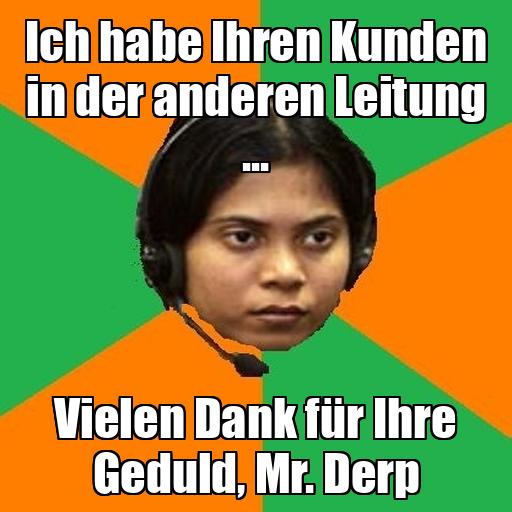 Ich habe Ihren Kunden
in der anderen Leitung
...
Vielen Dank für Ihre
Geduld, Mr. Derp